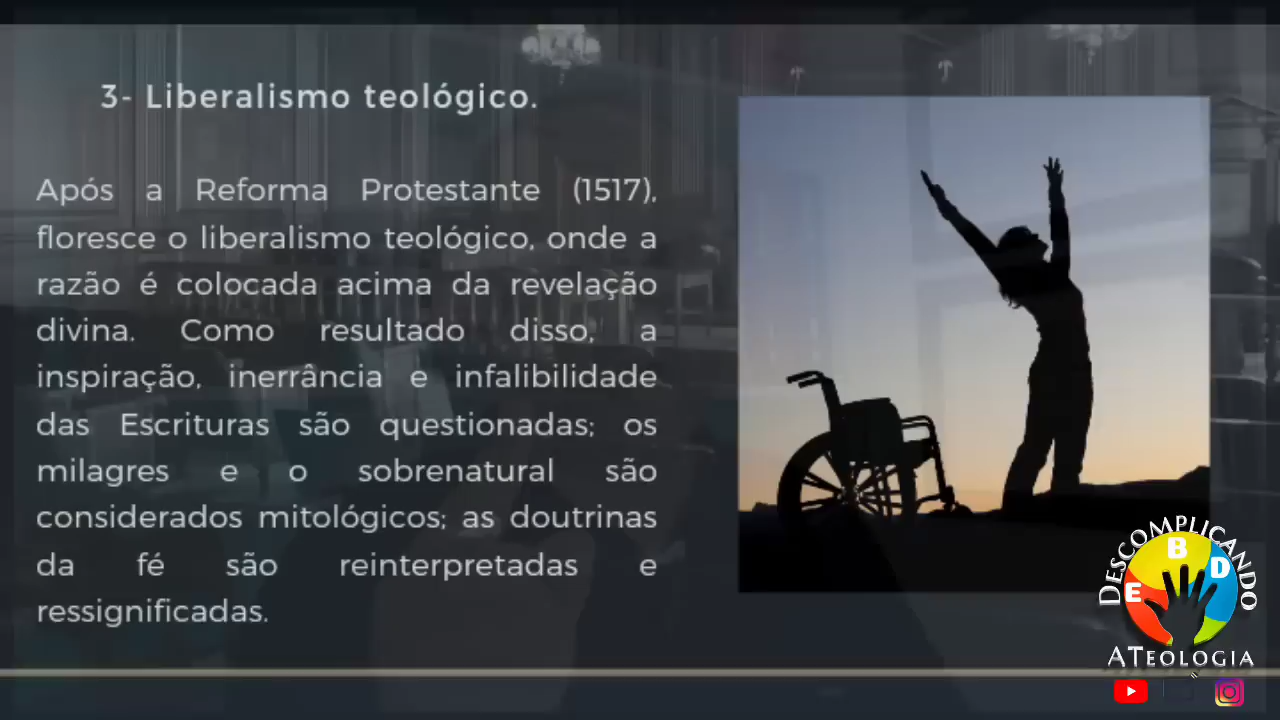 3- Liberalismo teológico.
Após a Reforma Protestante (1517),
floresce o liberalismo teológico, onde a
razão é colocada acima da revelação
divina. Como resultado disso, a
inspiração, inerrância e infalibilidade
das Escrituras são questionadas; os
milagres e o sobrenatural são
considerados mitológicos; as doutrinas
da fé são reinterpretadas e
ressignificadas.
DESCOMPLICANDO
E B D
ATEOLOGIA